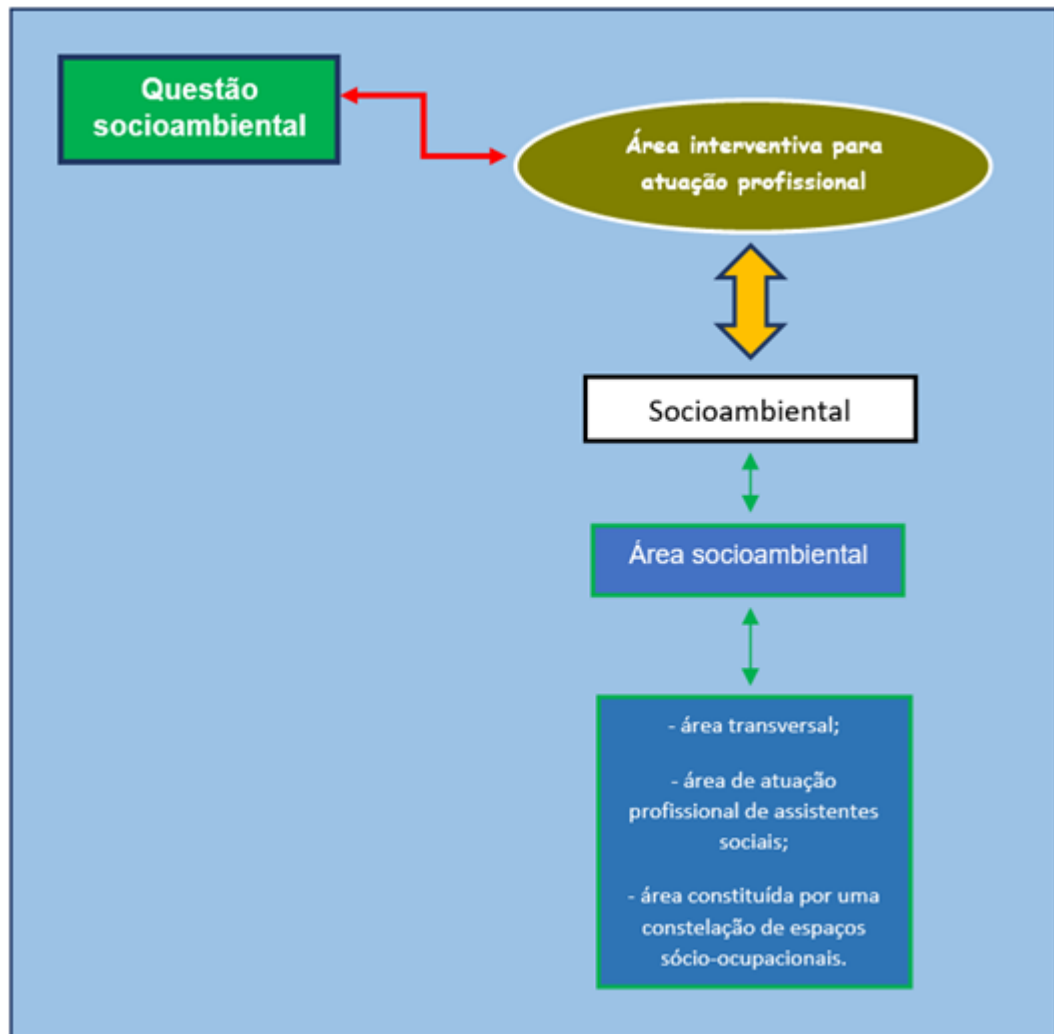 Questão
socioambiental
Área interventiva para
atuação profissional
Socioambiental
Área socioambiental
- área transversal;
- área de atuação
profissional de assistentes
sociais;
- área constituída por uma
constelação de espaços
sócio-ocupacionais.